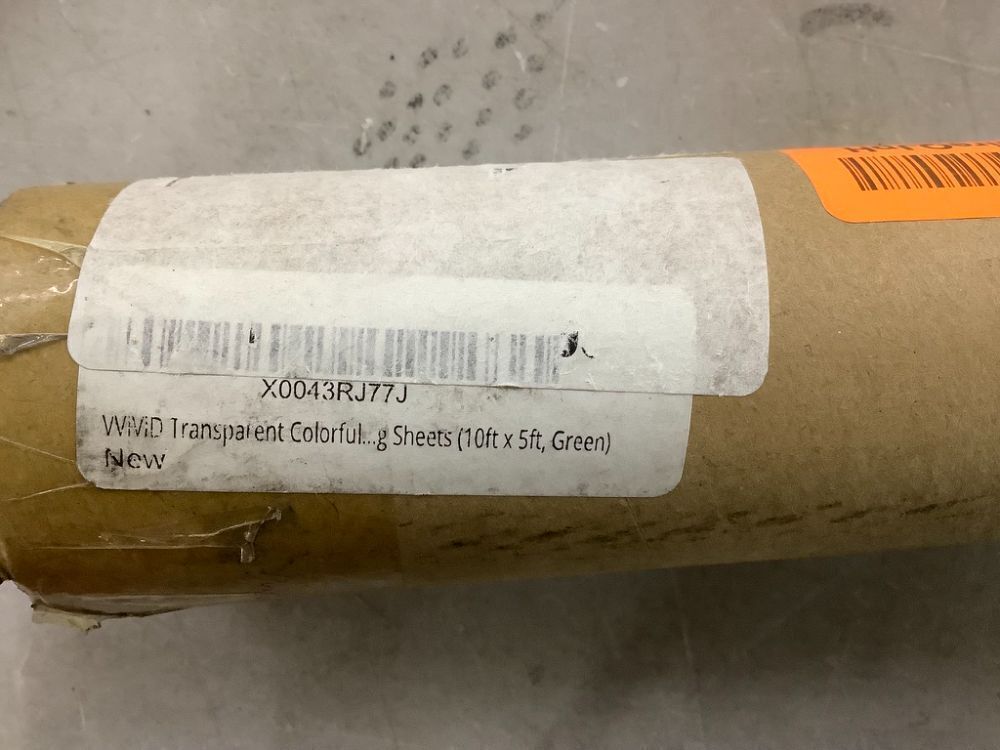 X0043RJ77J
VViViD Transparent Colorful...g Sheets (10ft x 5ft, Green)
New